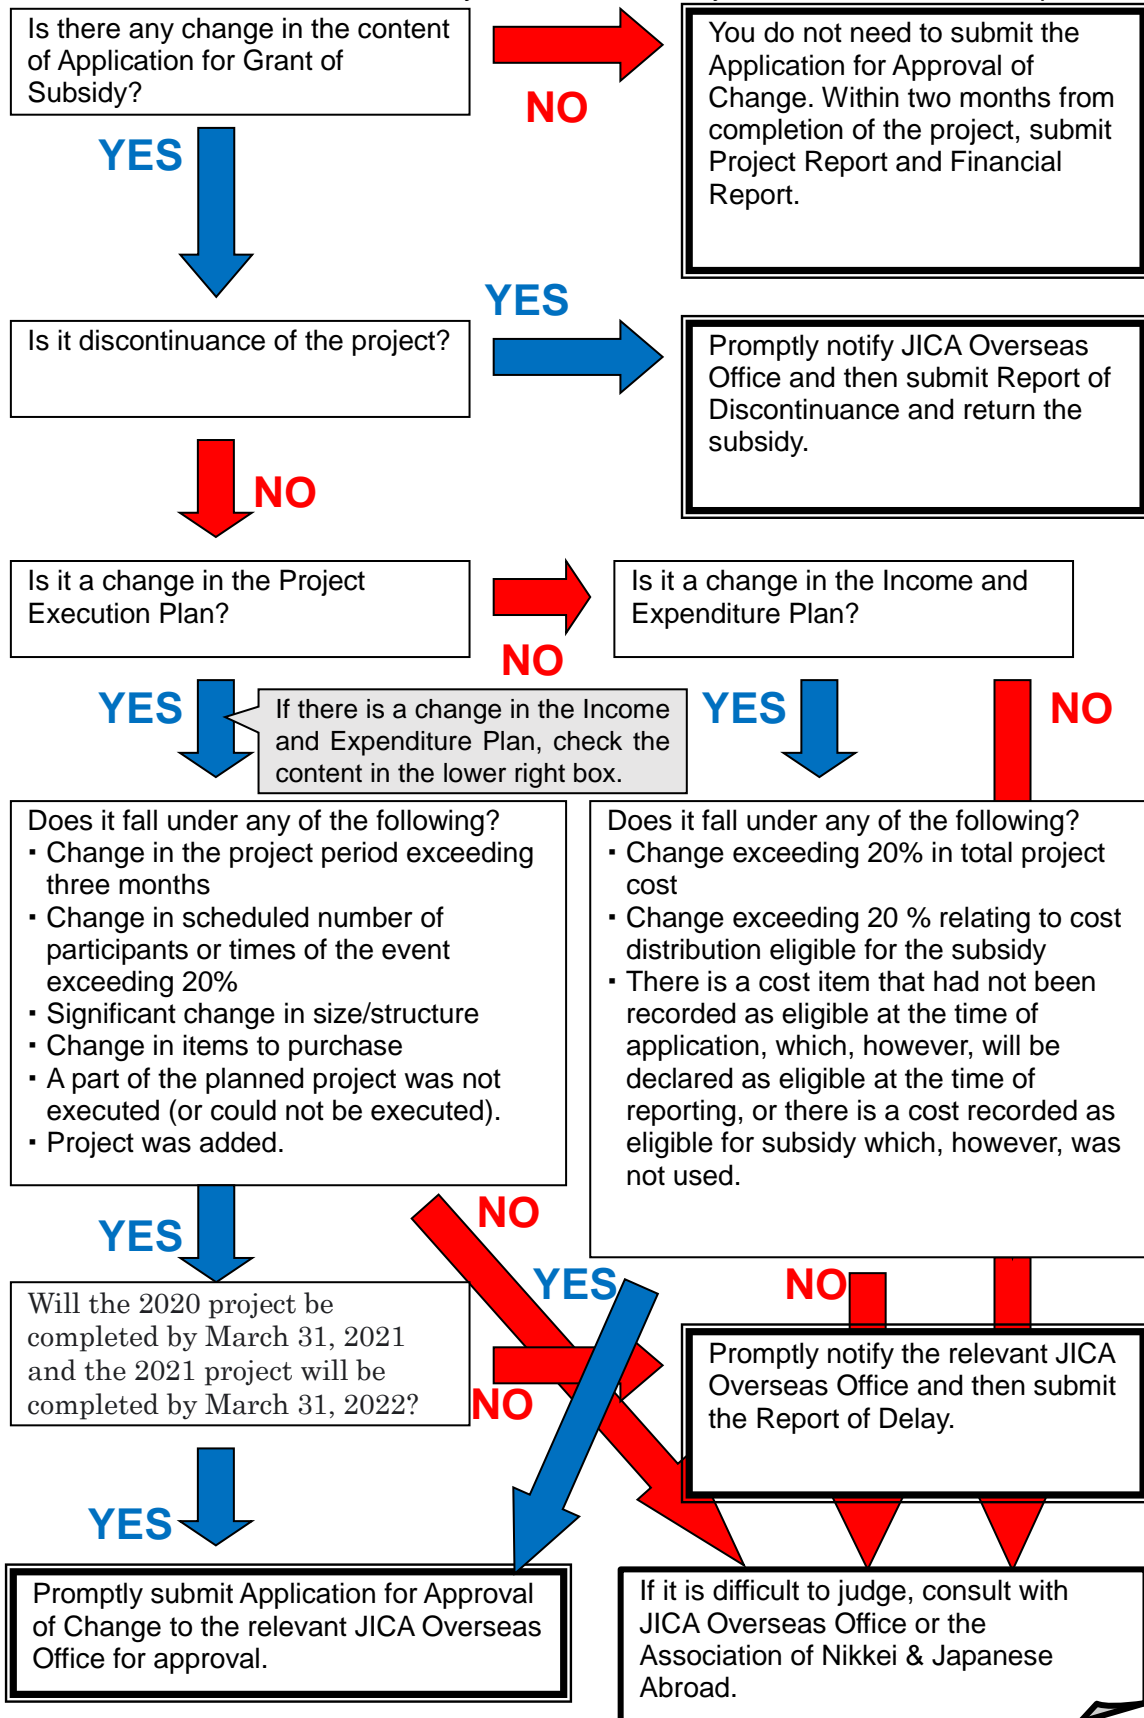 Is there any change in the content
of Application for Grant of
Subsidy?
NO
You do not need to submit the
Application for Approval of
Change. Within two months from
completion of the project, submit
Project Report and Financial
Report.
YES
Is it discontinuance of the project?
YES
Promptly notify JICA Overseas
Office and then submit Report of
Discontinuance and return the
subsidy.
NO
Is it a change in the Project
Execution Plan?
NO
Is it a change in the Income and
Expenditure Plan?
YES
If there is a change in the Income
and Expenditure Plan, check the
content in the lower right box.
YES
NO
Does it fall under any of the following?
・Change in the project period exceeding
three months
・Change in scheduled number of
participants or times of the event
exceeding 20%
・Significant change in size/structure
・Change in items to purchase
・A part of the planned project was not
executed (or could not be executed).
・Project was added.
Does it fall under any of the following?
・Change exceeding 20% in total project
cost
・Change exceeding 20 % relating to cost
distribution eligible for the subsidy
・There is a cost item that had not been
recorded as eligible at the time of
application, which, however, will be
declared as eligible at the time of
reporting, or there is a cost recorded as
eligible for subsidy which, however, was
not used.
YES
NO
YES
NO
Will the 2020 project be
completed by March 31, 2021
and the 2021 project will be
completed by March 31, 2022?
NO
Promptly notify the relevant JICA
Overseas Office and then submit
the Report of Delay.
YES
Promptly submit Application for Approval
of Change to the relevant JICA Overseas
Office for approval.
If it is difficult to judge, consult with
JICA Overseas Office or the
Association of Nikkei & Japanese
Abroad.